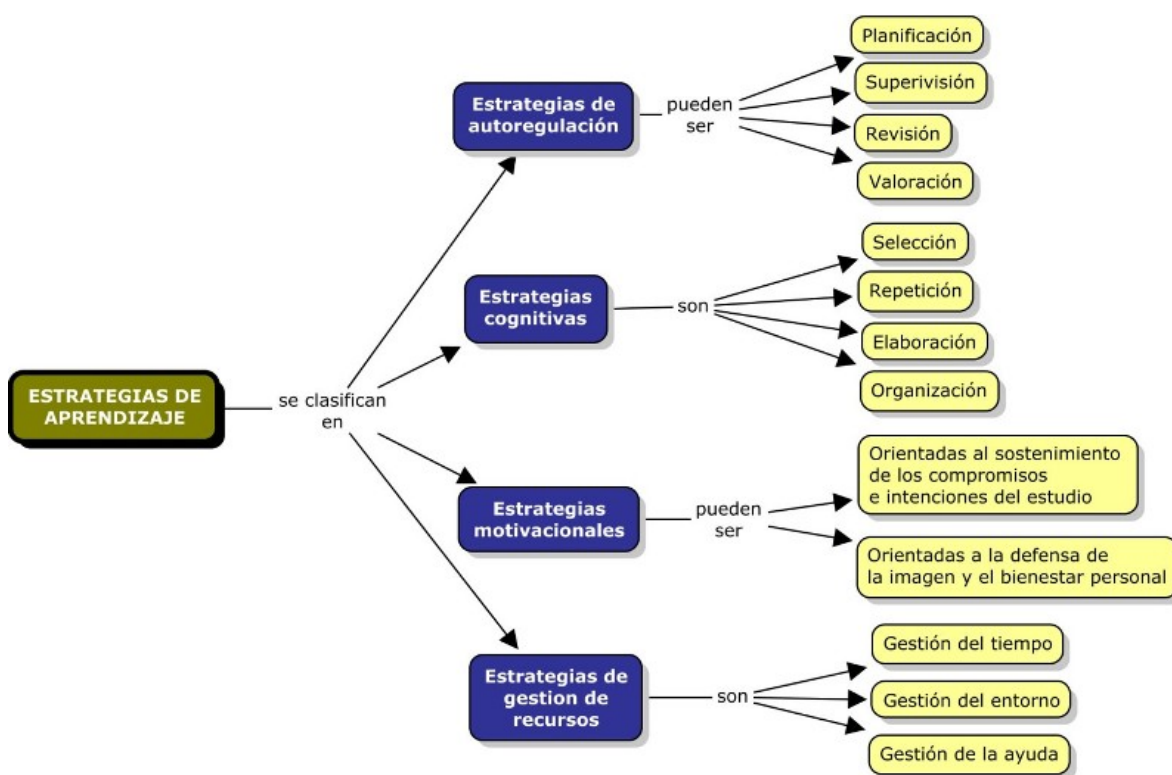 ESTRATEGIAS DE
APRENDIZAJE
se clasifican
en
Estrategias de
autoregulación
pueden
ser
Planificación
Superivisión
Revisión
Valoración
Estrategias
cognitivas
son
Selección
Repetición
Elaboración
Organización
Estrategias
motivacionales
pueden
ser
Orientadas al sostenimiento
de los compromisos
e intenciones del estudio
Orientadas a la defensa de
la imagen y el bienestar personal
Estrategias de
gestion de
recursos
son
Gestión del tiempo
Gestión del entorno
Gestión de la ayuda